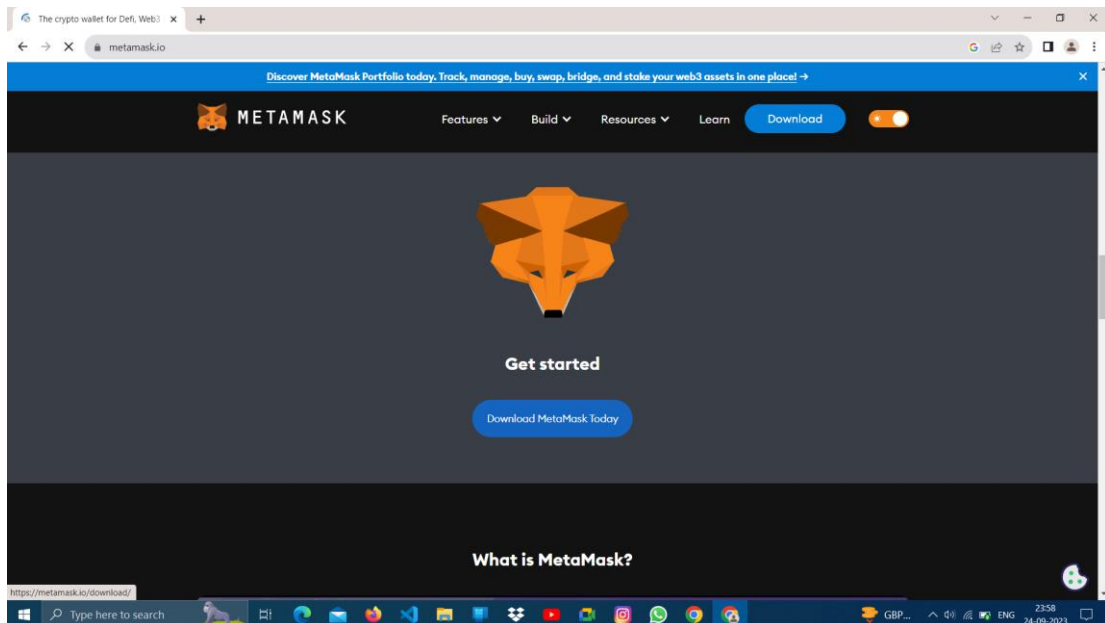 The crypto wallet for Defi, Web3
metamask.io
Discover MetaMask Portfolio today. Track, manage, buy, swap, bridge, and stake your web3 assets in one place! →
METAMASK
Features
Build
Resources
Learn
Download
Get started
Download MetaMask Today
What is MetaMask?
https://metamask.io/download/
Type here to search
GBP...
ENG
23:58
24-09-2023